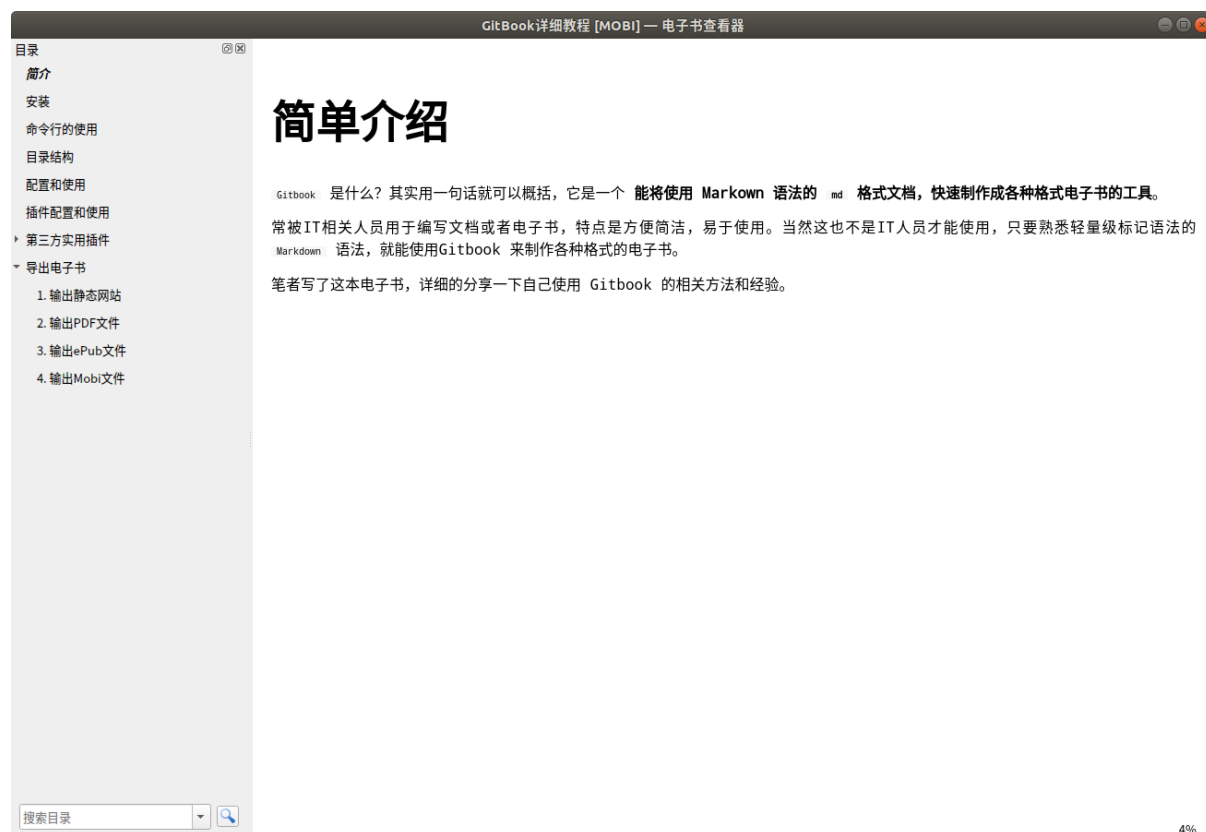 GitBook详细教程 [MOBI] — 电子书查看器
目录
简介
安装
命令行的使用
目录结构
配置和使用
插件配置和使用
第三方实用插件
导出电子书
1. 输出静态网站
2. 输出PDF文件
3. 输出ePub文件
4. 输出Mobi文件
搜索目录
简单介绍
Gitbook 是什么？其实用一句话就可以概括，它是一个 能将使用 Markown 语法的 md 格式文档，快速制作成各种格式电子书的工具。
常被IT相关人员用于编写文档或者电子书，特点是方便简洁，易于使用。当然这也不是IT人员才能使用，只要熟悉轻量级标记语法的
Markdown 语法，就能使用Gitbook 来制作各种格式的电子书。
笔者写了这本电子书，详细的分享一下自己使用 Gitbook 的相关方法和经验。
4%